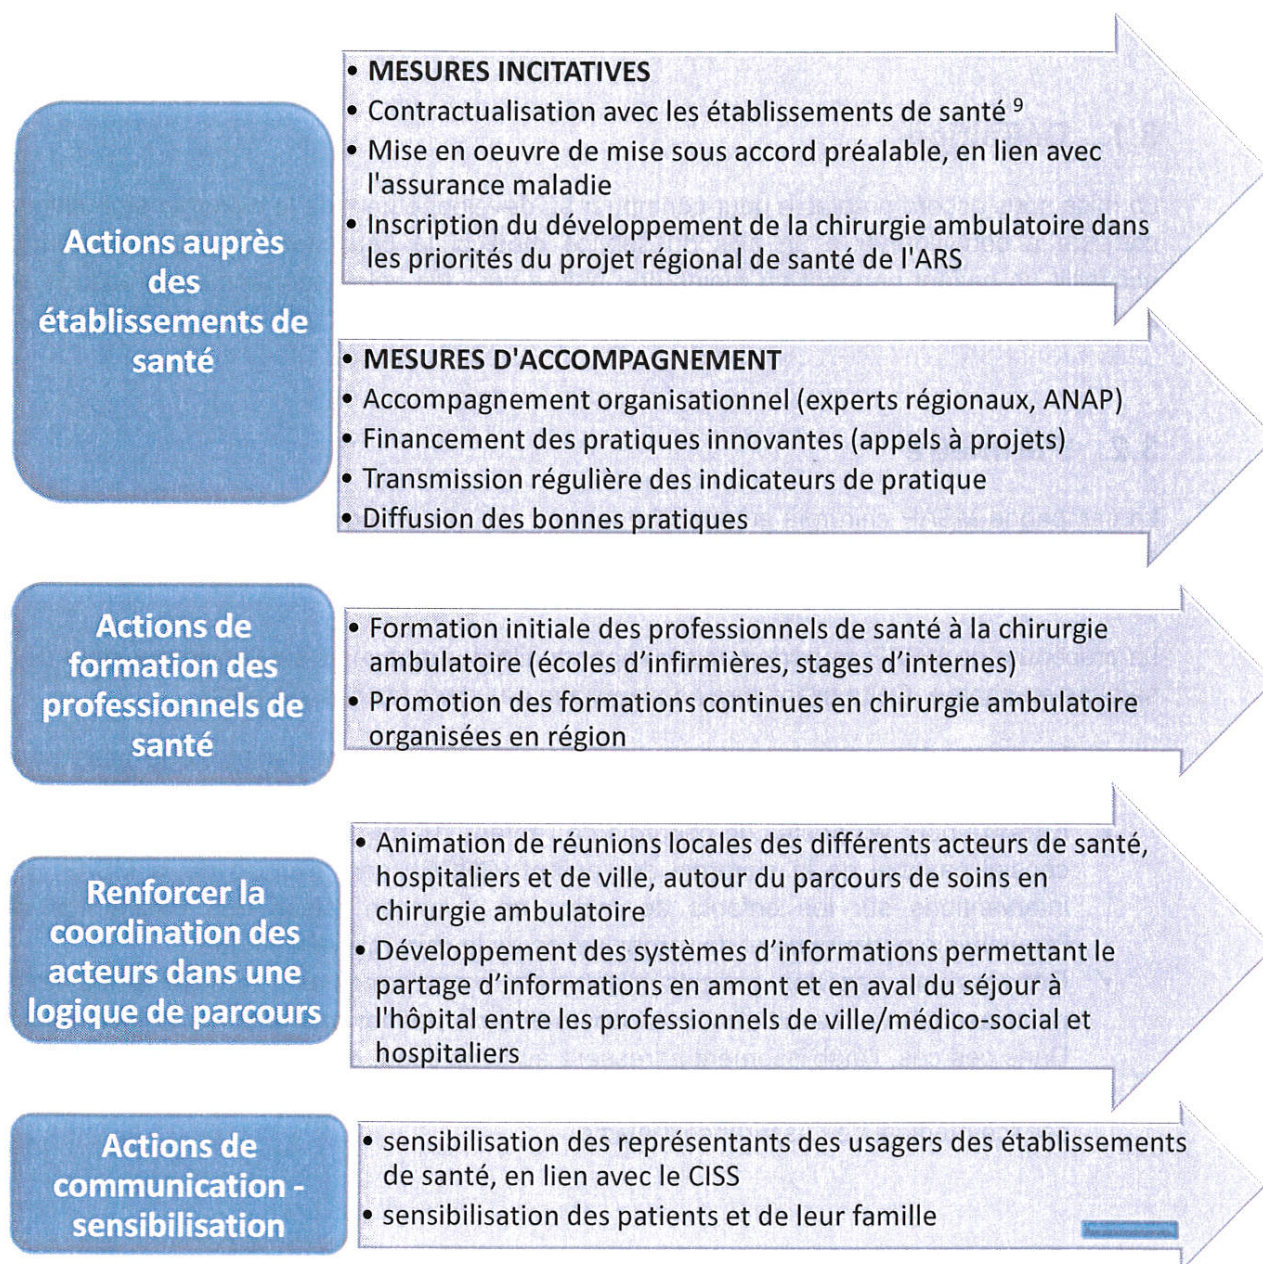 Actions auprès
des
établissements de
santé
• MESURES INCITATIVES
• Contractualisation avec les établissements de santé ⁹
• Mise en oeuvre de mise sous accord préalable, en lien avec
l'assurance maladie
• Inscription du développement de la chirurgie ambulatoire dans
les priorités du projet régional de santé de l'ARS
• MESURES D'ACCOMPAGNEMENT
• Accompagnement organisationnel (experts régionaux, ANAP)
• Financement des pratiques innovantes (appels à projets)
• Transmission régulière des indicateurs de pratique
• Diffusion des bonnes pratiques
Actions de
formation des
professionnels de
santé
• Formation initiale des professionnels de santé à la chirurgie
ambulatoire (écoles d’infirmières, stages d’internes)
• Promotion des formations continues en chirurgie ambulatoire
organisées en région
Renforcer la
coordination des
acteurs dans une
logique de parcours
• Animation de réunions locales des différents acteurs de santé,
hospitaliers et de ville, autour du parcours de soins en
chirurgie ambulatoire
• Développement des systèmes d’informations permettant le
partage d’informations en amont et en aval du séjour à
l'hôpital entre les professionnels de ville/médico-social et
hospitaliers
Actions de
communication -
sensibilisation
• sensibilisation des représentants des usagers des établissements
de santé, en lien avec le CISS
• sensibilisation des patients et de leur famille